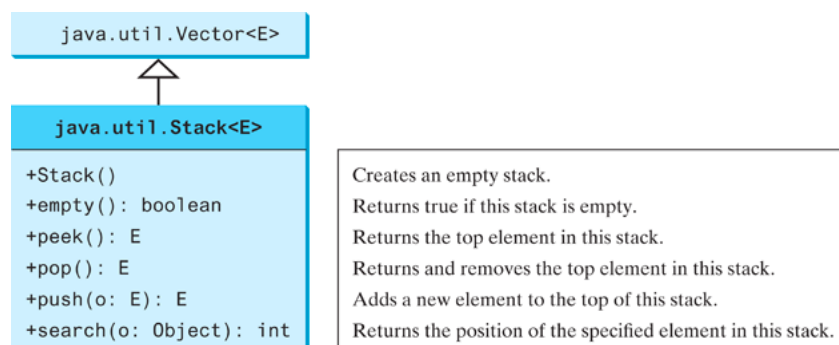 java.util.Vector<E>
java.util.Stack<E>
+Stack()
+empty(): boolean
+peek(): E
+pop(): E
+push(o: E): E
+search(o: Object): int
Creates an empty stack.
Returns true if this stack is empty.
Returns the top element in this stack.
Returns and removes the top element in this stack.
Adds a new element to the top of this stack.
Returns the position of the specified element in this stack.